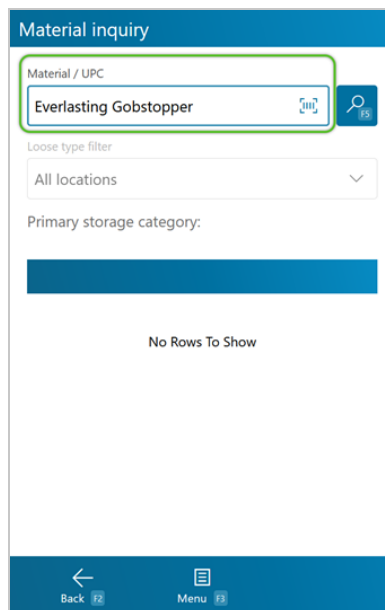 Material inquiry
Material / UPC
Everlasting Gobstopper
F5
Loose type filter
All locations
Primary storage category:
No Rows To Show
Back F2 Menu F3